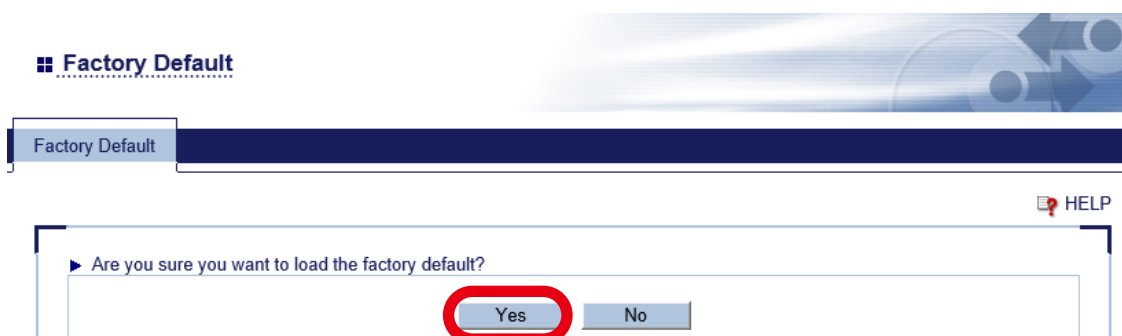 Factory Default
Factory Default
HELP
Are you sure you want to load the factory default?
Yes No